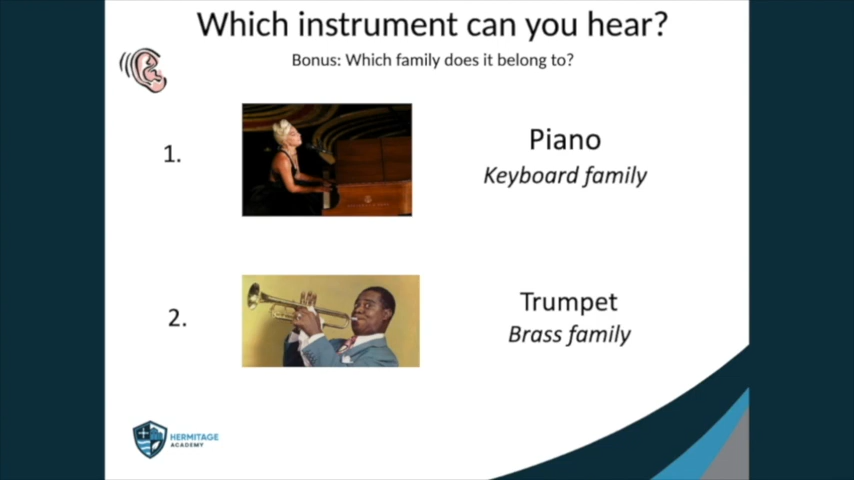 Which instrument can you hear?
Bonus: Which family does it belong to?
1.
Piano
Keyboard family
2.
Trumpet
Brass family
HERMITAGE
ACADEMY